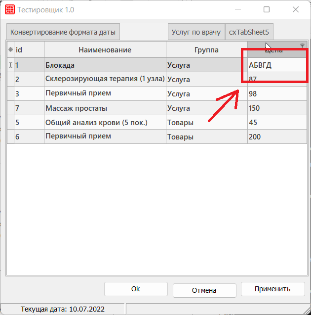 Тестировщик 1.0
Конвертирование формата даты Услуг по врачу cxTabSheet5
id Наименование Группа
1 Блокада Услуга АБВГД
2 Склерозирующая терапия (1 узла) Услуга 87
3 Первичный прием Услуга 98
7 Массаж простаты Услуга 150
5 Общий анализ крови (5 пок.) Товары 45
6 Первичный прием Товары 200
Ок Отмена Применить
Текущая дата: 10.07.2022